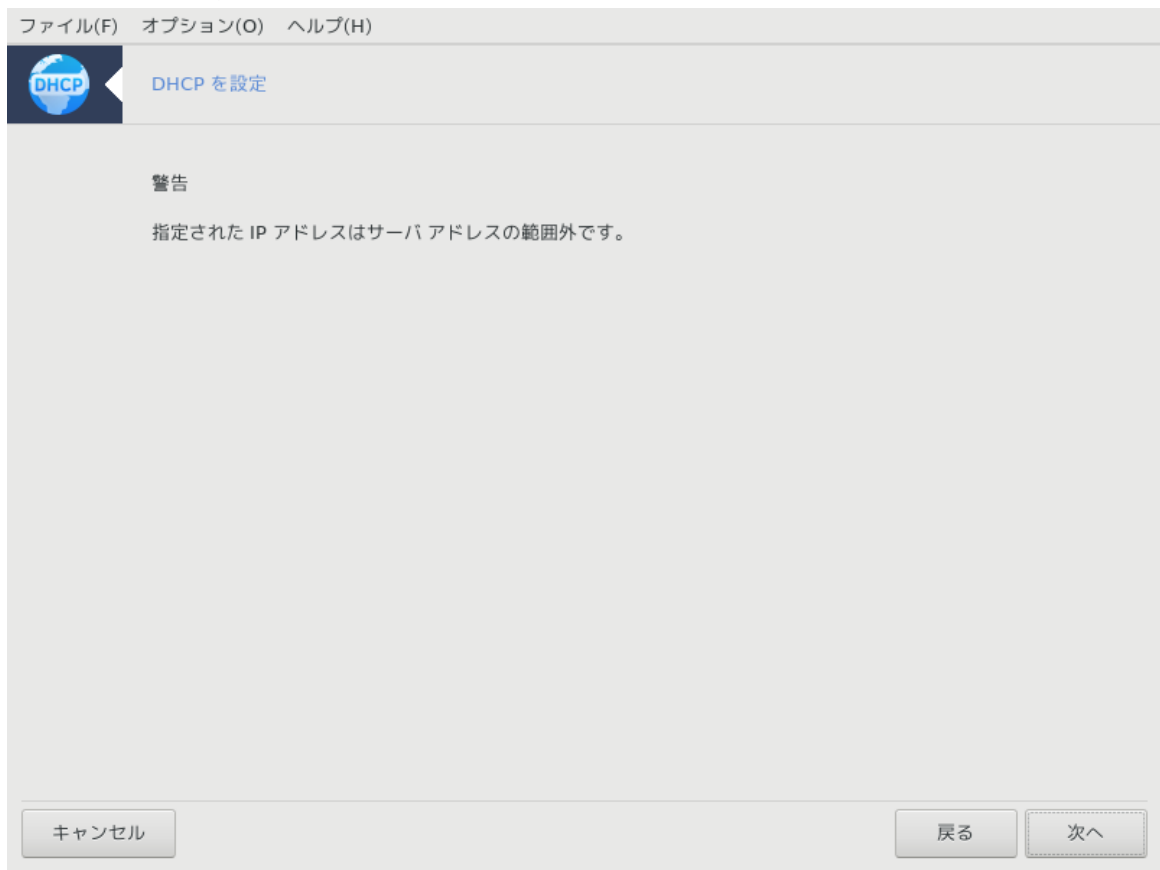 ファイル(F) オプション(O) ヘルプ(H)
DHCP
DHCP を設定
警告
指定された IP アドレスはサーバ アドレスの範囲外です。
キャンセル 戻る 次へ